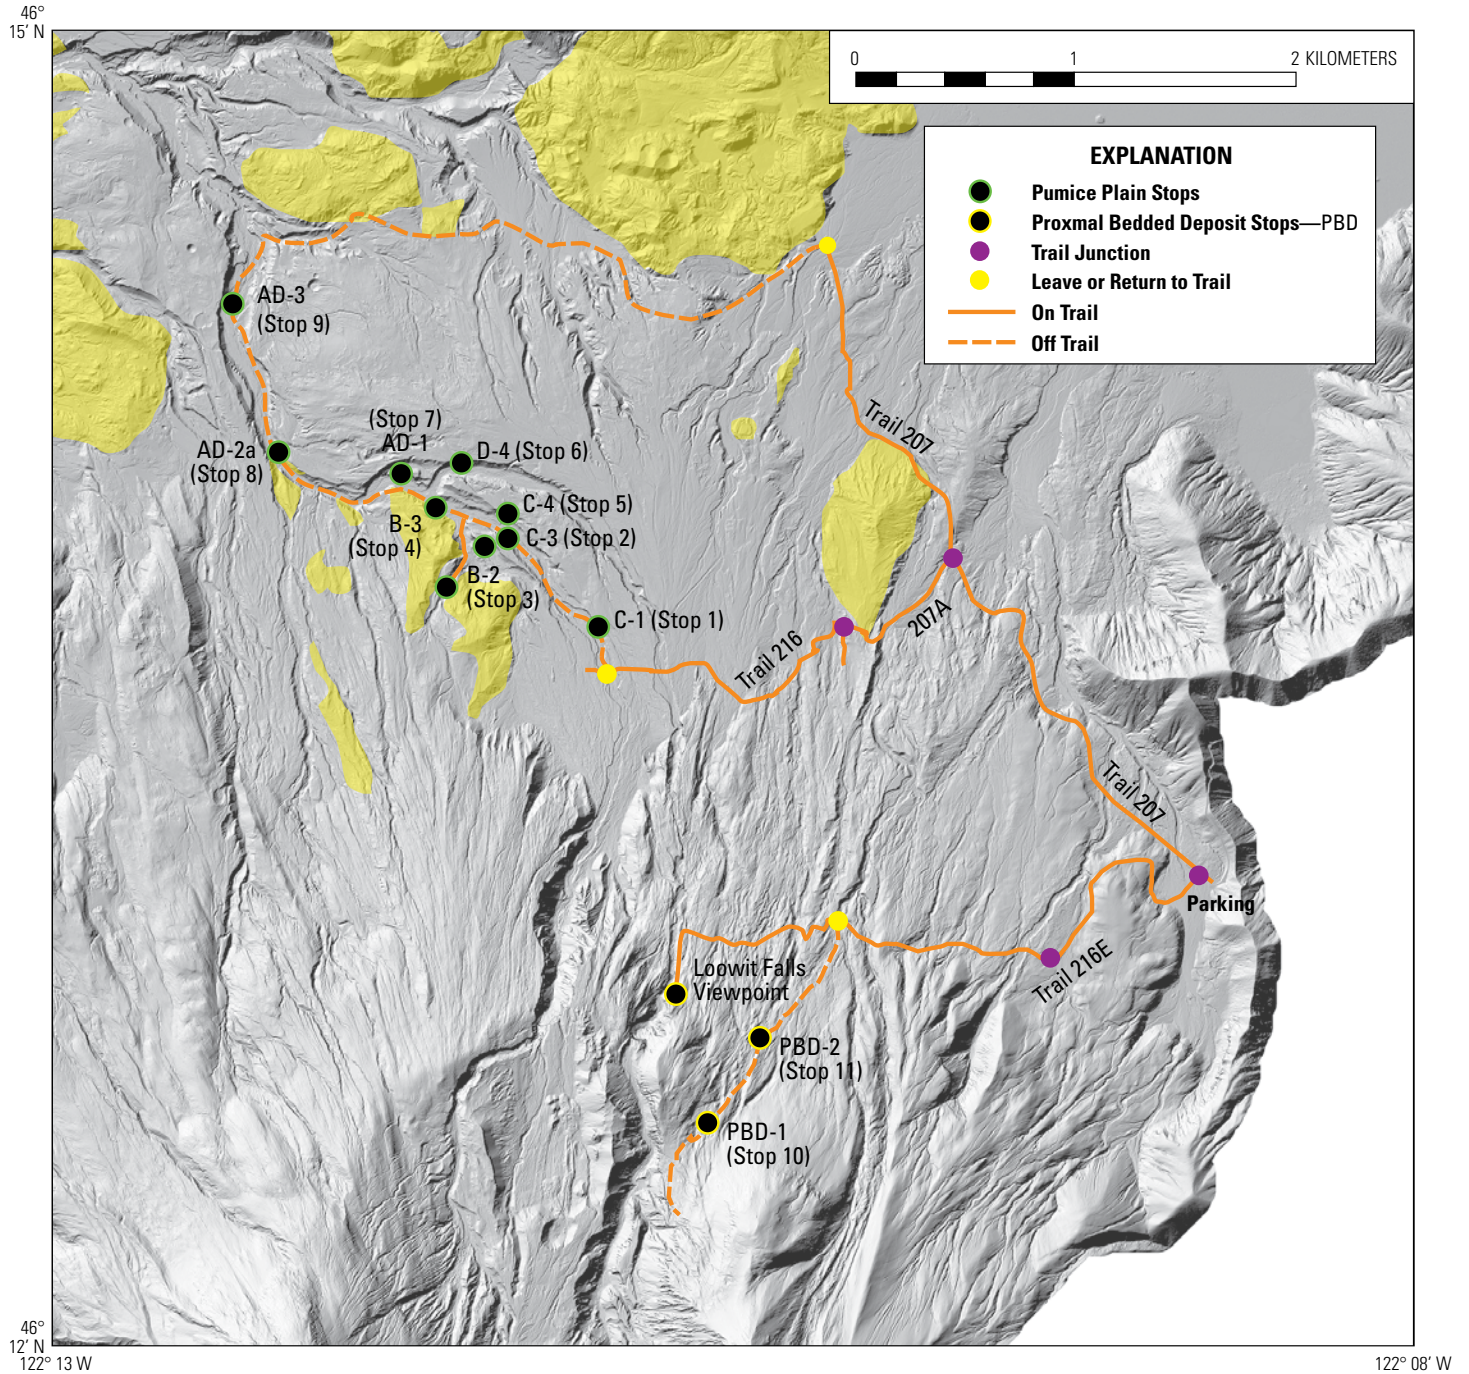 46°
15′ N
0 1 2 KILOMETERS
EXPLANATION
Pumice Plain Stops
Proxmal Bedded Deposit Stops—PBD
Trail Junction
Leave or Return to Trail
On Trail
Off Trail
AD-3
(Stop 9)
(Stop 7)
AD-1
AD-2a
(Stop 8)
D-4 (Stop 6)
C-4 (Stop 5)
B-3
(Stop 4)
C-3 (Stop 2)
B-2
(Stop 3)
C-1 (Stop 1)
Trail 207
207A
Trail 216
Trail 207
Parking
Trail 216E
Loowit Falls
Viewpoint
PBD-2
(Stop 11)
PBD-1
(Stop 10)
46°
12′ N
122° 13 W
122° 08′ W